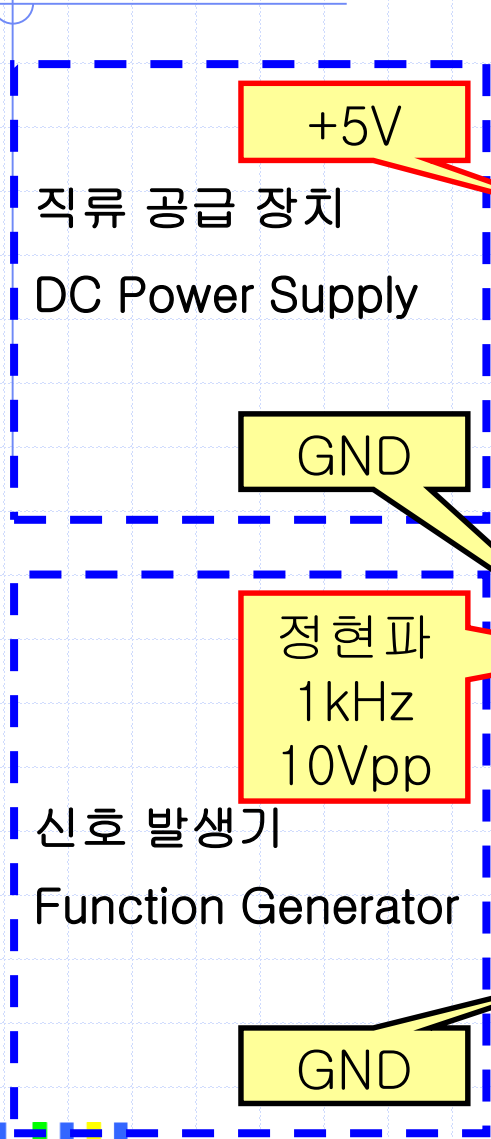 +5V
직류 공급 장치
DC Power Supply
GND
정현파
1kHz
10Vpp
신호 발생기
Function Generator
GND